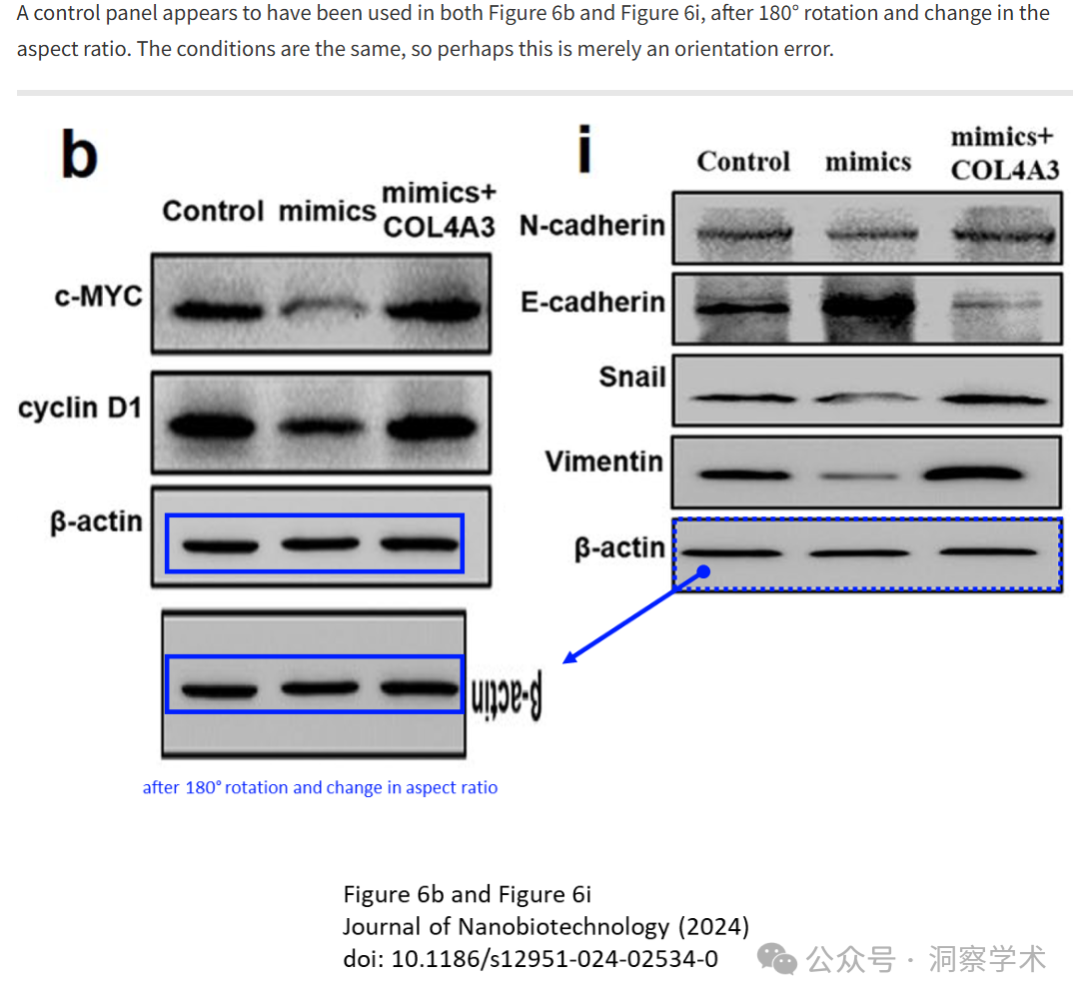 A control panel appears to have been used in both Figure 6b and Figure 6i, after 180° rotation and change in the
aspect ratio. The conditions are the same, so perhaps this is merely an orientation error.
b
Control mimics mimics+
COL4A3
c-MYC
cyclin D1
β-actin
β-actin
after 180° rotation and change in aspect ratio
i
Control mimics mimics+
COL4A3
N-cadherin
E-cadherin
Snail
Vimentin
β-actin
Figure 6b and Figure 6i
Journal of Nanobiotechnology (2024)
doi: 10.1186/s12951-024-02534-0
公众号 · 洞察学术